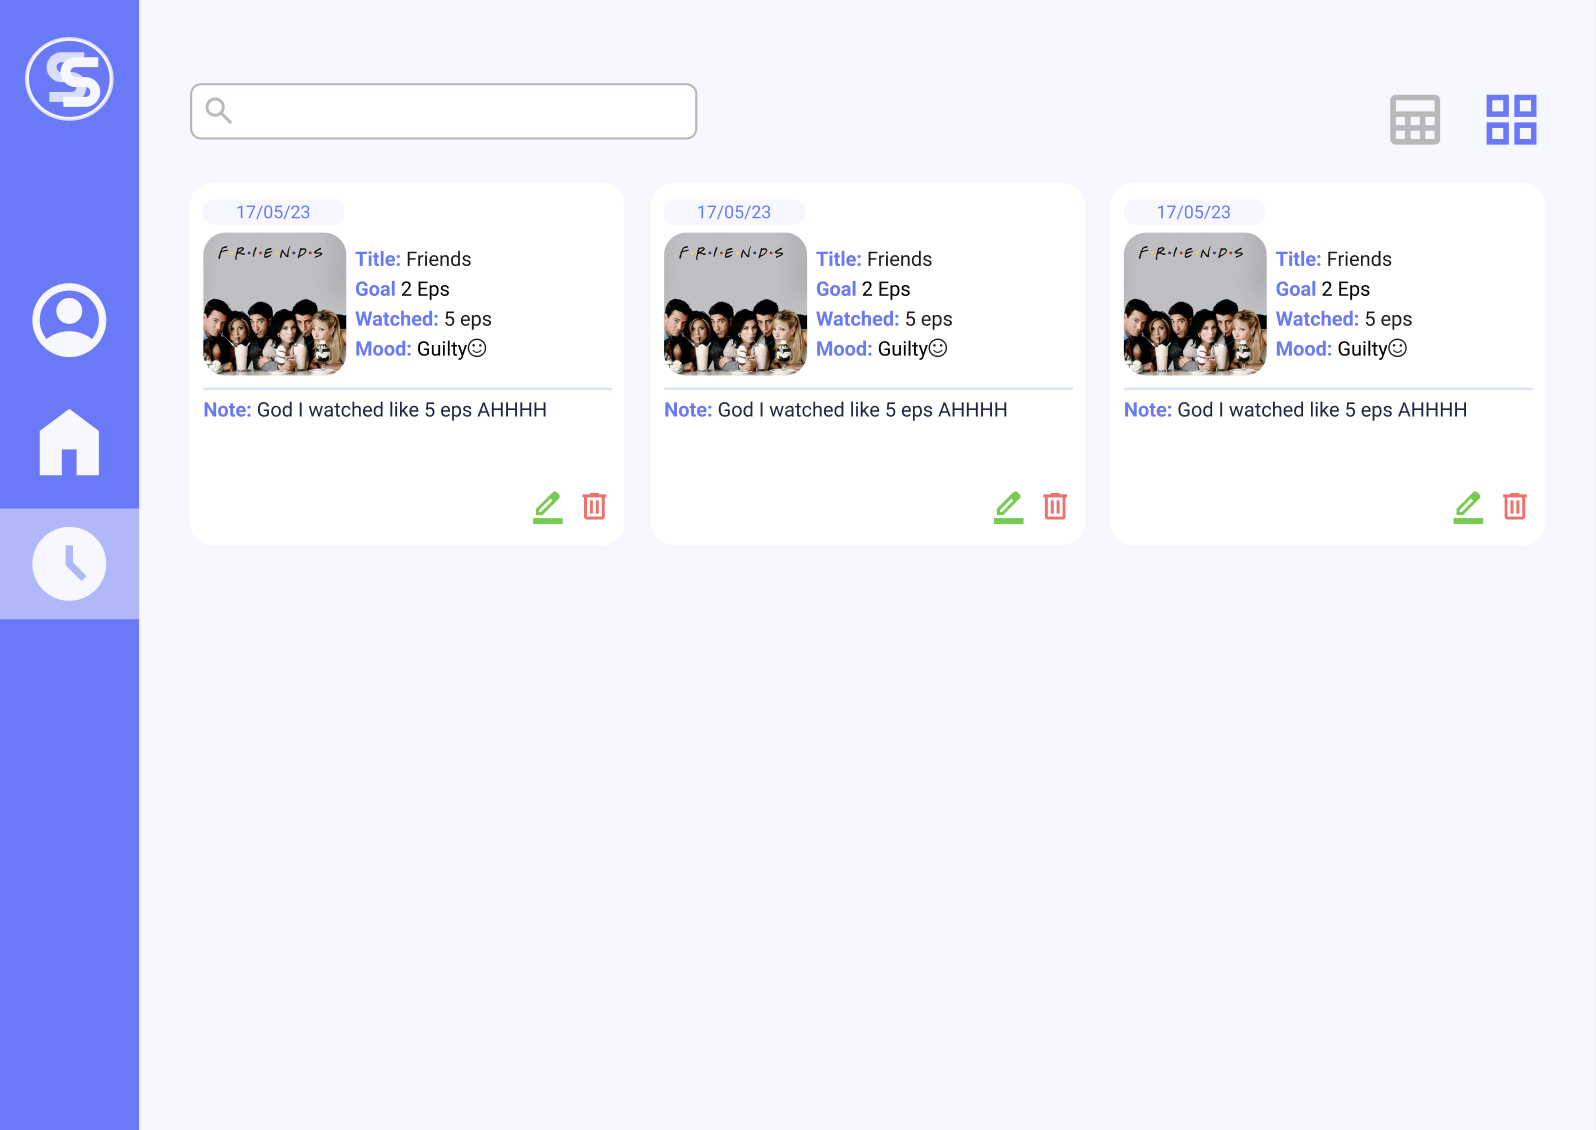 SS
17/05/23
F·R·I·E·N·D·S
Title: Friends
Goal 2 Eps
Watched: 5 eps
Mood: Guilty☺
Note: God I watched like 5 eps AHHHH
17/05/23
F·R·I·E·N·D·S
Title: Friends
Goal 2 Eps
Watched: 5 eps
Mood: Guilty☺
Note: God I watched like 5 eps AHHHH
17/05/23
F·R·I·E·N·D·S
Title: Friends
Goal 2 Eps
Watched: 5 eps
Mood: Guilty☺
Note: God I watched like 5 eps AHHHH